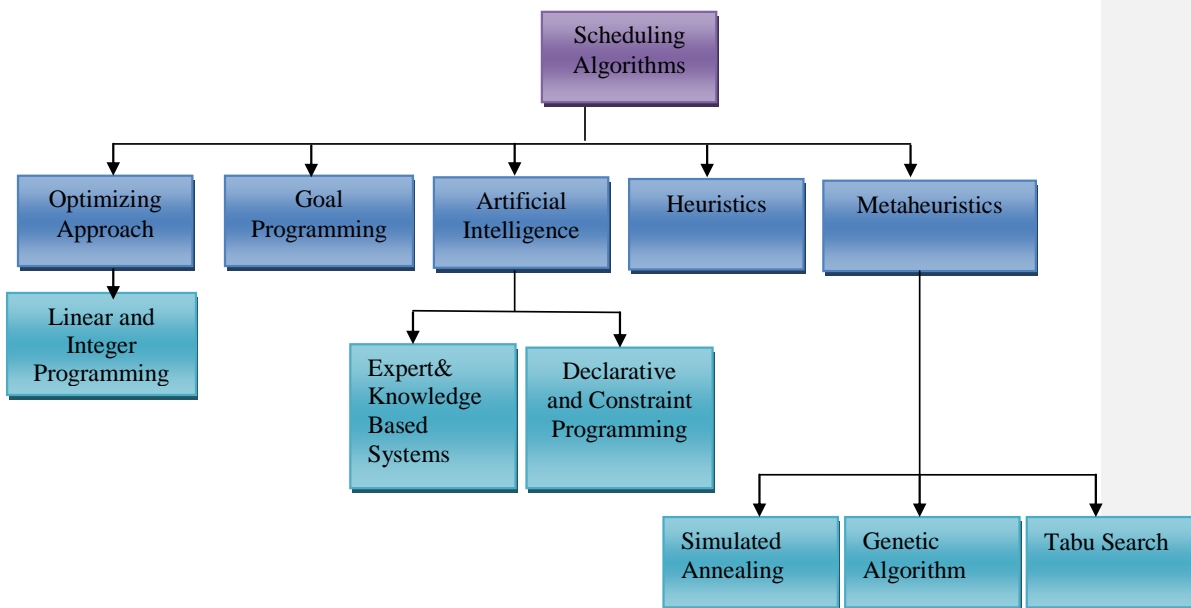 Scheduling
Algorithms
Optimizing
Approach
Goal
Programming
Artificial
Intelligence
Heuristics
Metaheuristics
Linear and
Integer
Programming
Expert&
Knowledge
Based
Systems
Declarative
and Constraint
Programming
Simulated
Annealing
Genetic
Algorithm
Tabu Search